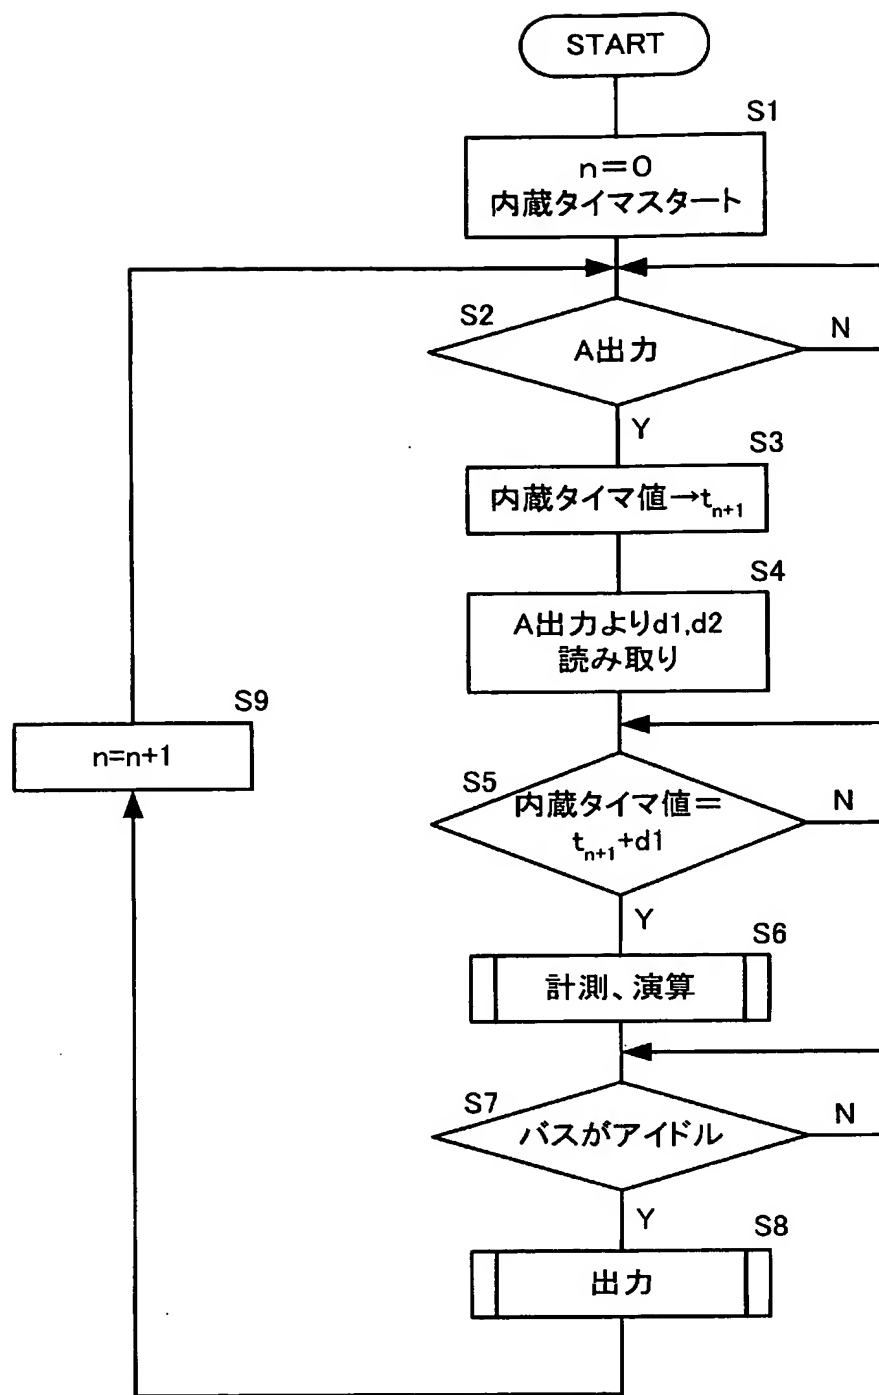 START
S1
n=0
内蔵タイマスタート
S2
A出力
N
Y
S3
内蔵タイマ値→tn+1
S4
A出力よりd1,d2
読み取り
S9
n=n+1
S5
内蔵タイマ値=
tn+1+d1
N
Y
S6
計測、演算
S7
バスがアイドル
N
Y
S8
出力